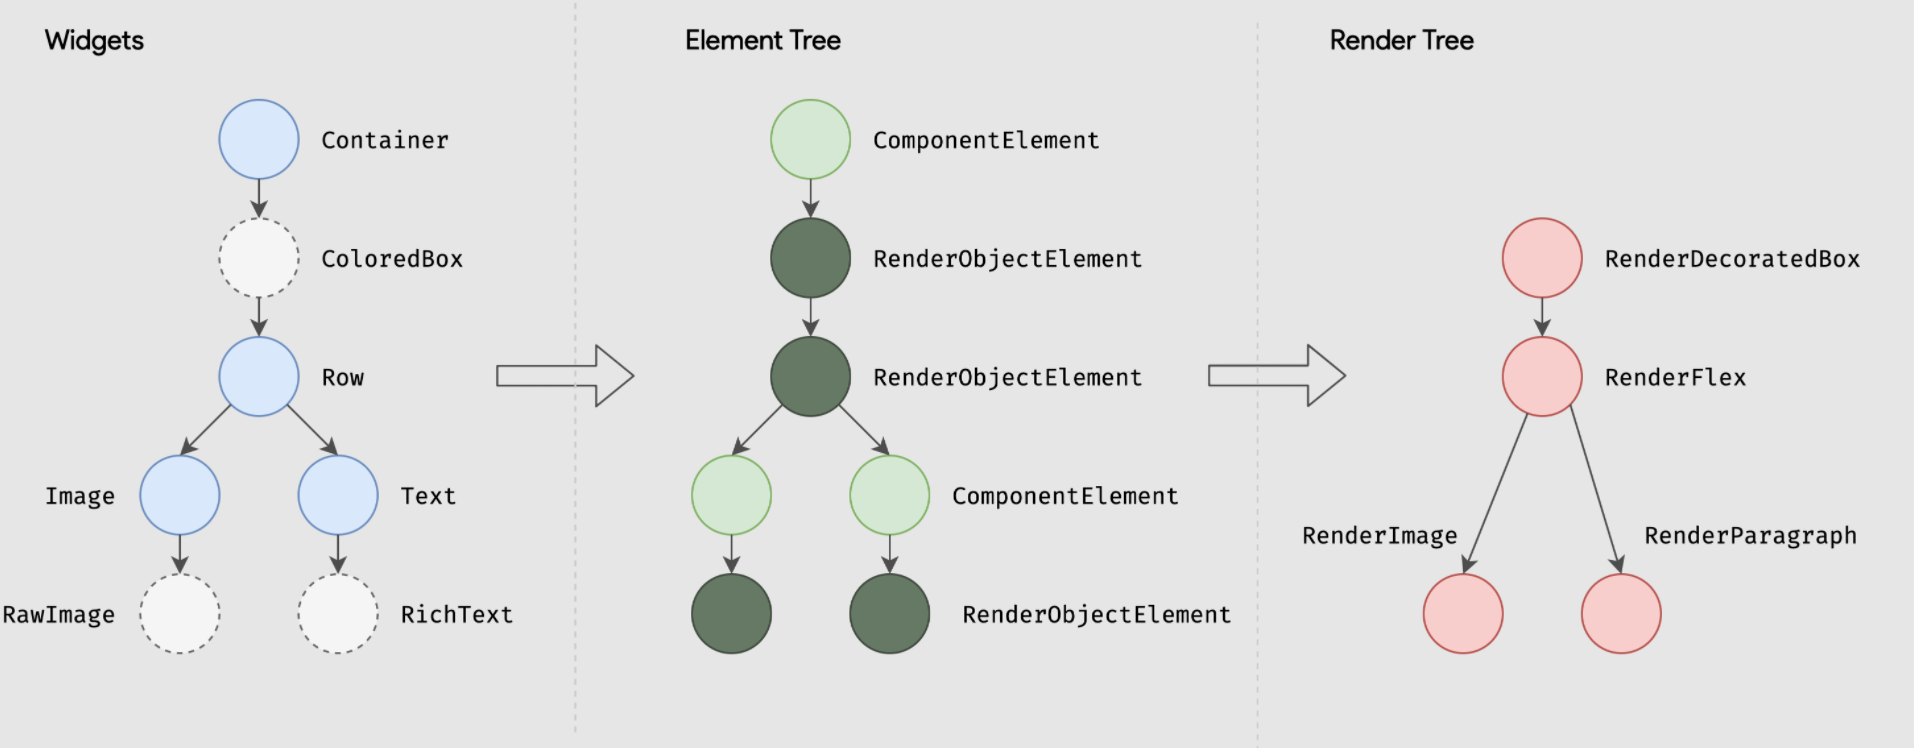 Widgets
Container
ColoredBox
Row
Image
Text
RawImage
RichText
Element Tree
ComponentElement
RenderObjectElement
RenderObjectElement
ComponentElement
RenderObjectElement
Render Tree
RenderDecoratedBox
RenderFlex
RenderImage
RenderParagraph